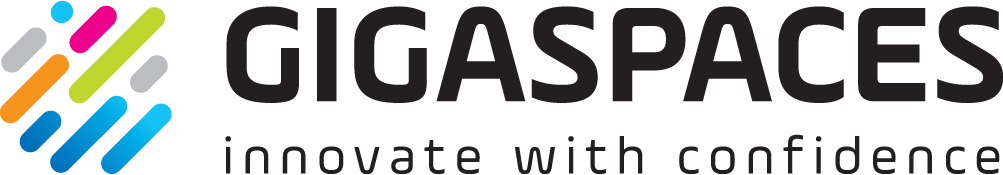 GIGASPACES
innovate with confidence